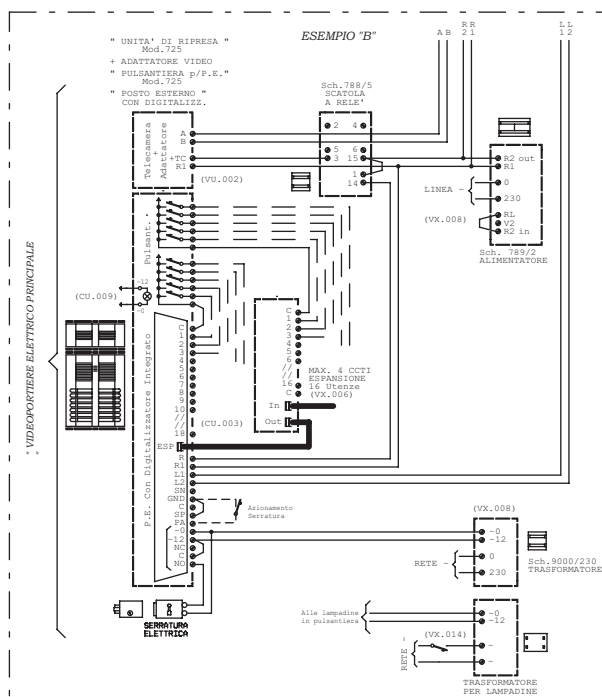 " UNITA' DI RIPRESA "
Mod.725
+ ADATTATORE VIDEO
" PULSANTIERA p/P.E."
Mod.725
" POSTO ESTERNO "
CON DIGITALIZZ.
ESEMPIO "B"
A B
R R
2 1
L L
1 2
Sch.788/5
SCATOLA
A RELE'
2 4
5 6
3 15
1
14
Telecamera
+
Adattatore
A
B
+TC
R1
(VU.002)
R2 out
R1
0
230
RL
V2
R2 in
LINEA ~
(VX.008)
Sch. 789/2
ALIMENTATORE
" VIDEOPORTIERE ELETTRICO PRINCIPALE "
Pulsant.
(CU.009)
~12
~0
P.E. Con Digitalizzatore Integrato
C
1
2
3
4
5
6
7
8
9
10
//
//
18
ESP
(CU.003)
R
R1
L1
L2
SN
GND
C
SP
PA
~0
~12
NC
C
NO
C
1
2
3
4
5
6
//
//
16
C
In
Out
MAX. 4 CCTI
ESPANSIONE
16 Utenze
(VX.006)
Azionamento
Serratura
SERRATURA
ELETTRICA
(VX.008)
~0
~12
0
230
RETE ~
Sch.9000/230
TRASFORMATORE
Alle lampadine
in pulsantiera
~0
~12
~
~
(VX.014)
RETE ~
TRASFORMATORE
PER LAMPADINE